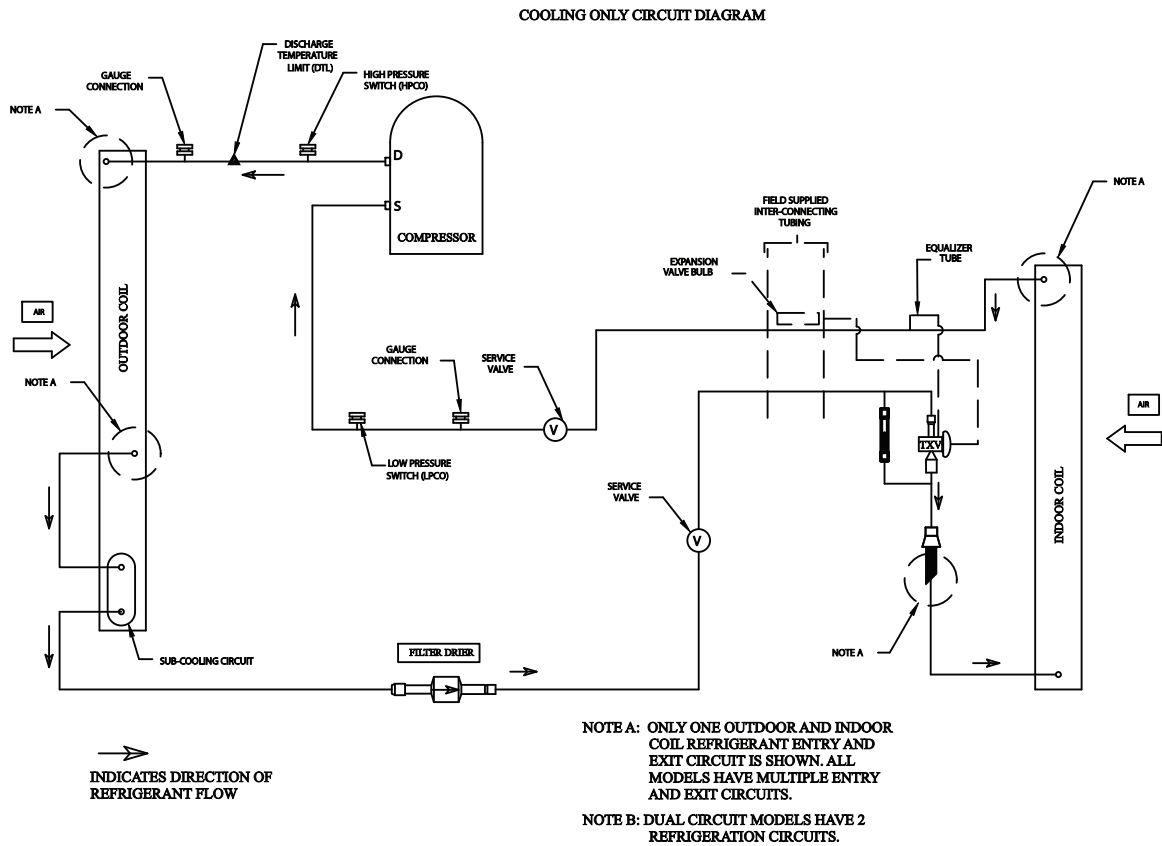 COOLING ONLY CIRCUIT DIAGRAM
DISCHARGE
TEMPERATURE
LIMIT (DTL)
GAUGE
CONNECTION
HIGH PRESSURE
SWITCH (HPCO)
NOTE A
D
S
COMPRESSOR
FIELD SUPPLIED
INTER-CONNECTING
TUBING
NOTE A
EXPANSION
VALVE BULB
EQUALIZER
TUBE
AIR
OUTDOOR COIL
NOTE A
GAUGE
CONNECTION
SERVICE
VALVE
V
LOW PRESSURE
SWITCH (LPCO)
AIR
TXV
SERVICE
VALVE
V
INDOOR COIL
NOTE A
SUB-COOLING CIRCUIT
FILTER DRIER
INDICATES DIRECTION OF
REFRIGERANT FLOW
NOTE A: ONLY ONE OUTDOOR AND INDOOR
COIL REFRIGERANT ENTRY AND
EXIT CIRCUIT IS SHOWN. ALL
MODELS HAVE MULTIPLE ENTRY
AND EXIT CIRCUITS.
NOTE B: DUAL CIRCUIT MODELS HAVE 2
REFRIGERATION CIRCUITS.